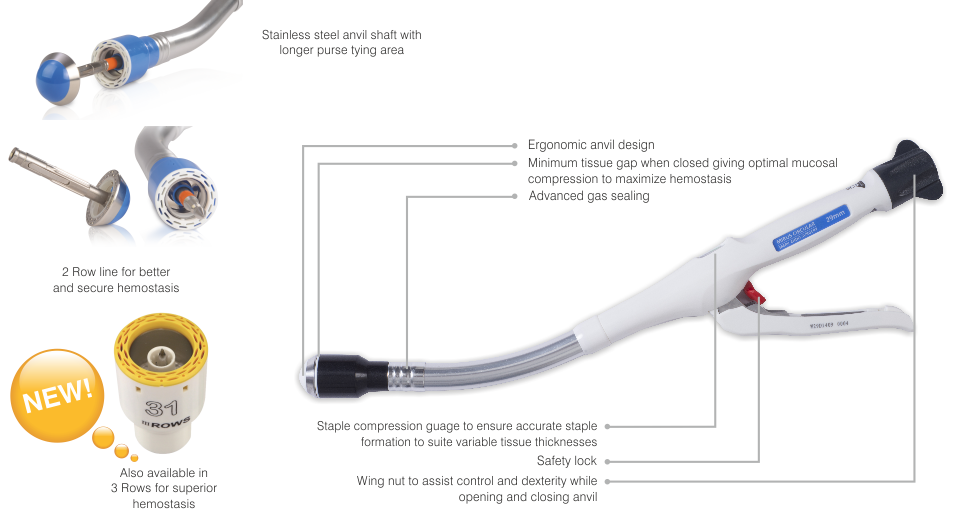 Stainless steel anvil shaft with
longer purse tying area
Ergonomic anvil design
Minimum tissue gap when closed giving optimal mucosal
compression to maximize hemostasis
Advanced gas sealing
MIRUS CIRCULAR
29mm
2 Row line for better
and secure hemostasis
NEW!
31
III ROWS
Also available in
3 Rows for superior
hemostasis
Staple compression guage to ensure accurate staple
formation to suite variable tissue thicknesses
Safety lock
Wing nut to assist control and dexterity while
opening and closing anvil